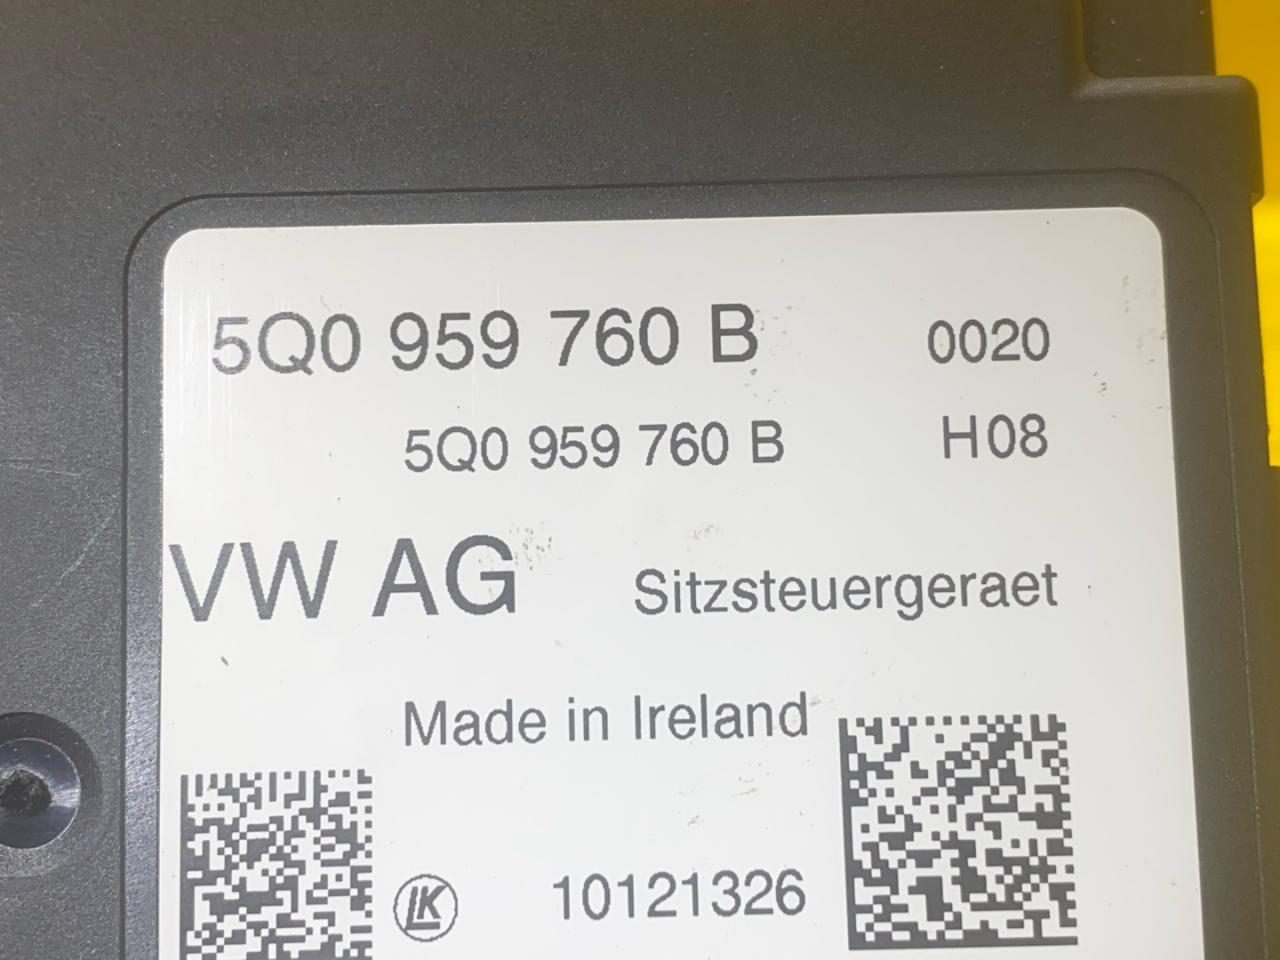 5Q0 959 760 B 0020
5Q0 959 760 B H08
VW AG Sitzsteuergeraet
Made in Ireland
LK 10121326